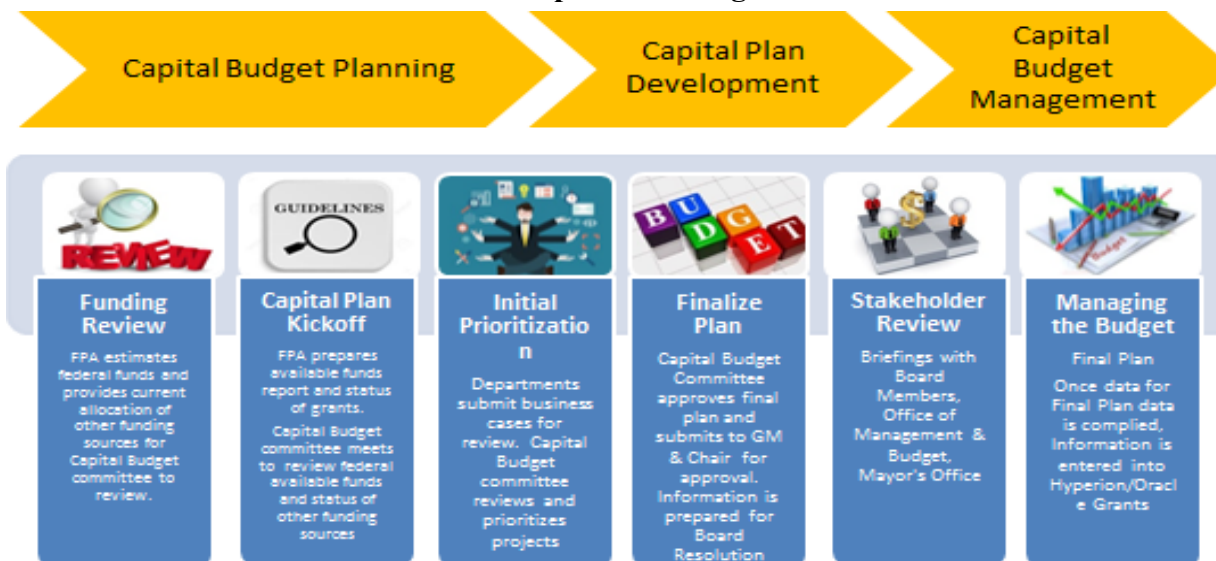 Capital Budget Planning
Capital Plan
Development
Capital
Budget
Management
REVIEW
Funding
Review
FPA estimates
federal funds and
provides current
allocation of
other funding
sources for
Capital Budget
committee to
review.
GUIDELINES
Capital Plan
Kickoff
FPA prepares
available funds
report and status
of grants.
Capital Budget
committee meets
to review federal
available funds
and status of
other funding
sources
Initial
Prioritizatio
n
Departments
submit business
cases for
review. Capital
Budget
committee
reviews and
prioritizes
projects
BUDGET
Finalize
Plan
Capital Budget
Committee
approves final
plan and
submits to GM
& Chair for
approval.
Information is
prepared for
Board
Resolution
Stakeholder
Review
Briefings with
Board
Members,
Office of
Management &
Budget,
Mayor's Office
Budget
Managing
the Budget
Final Plan
Once data for
Final Plan data
is complied,
Information is
entered into
Hyperion/Oracl
e Grants